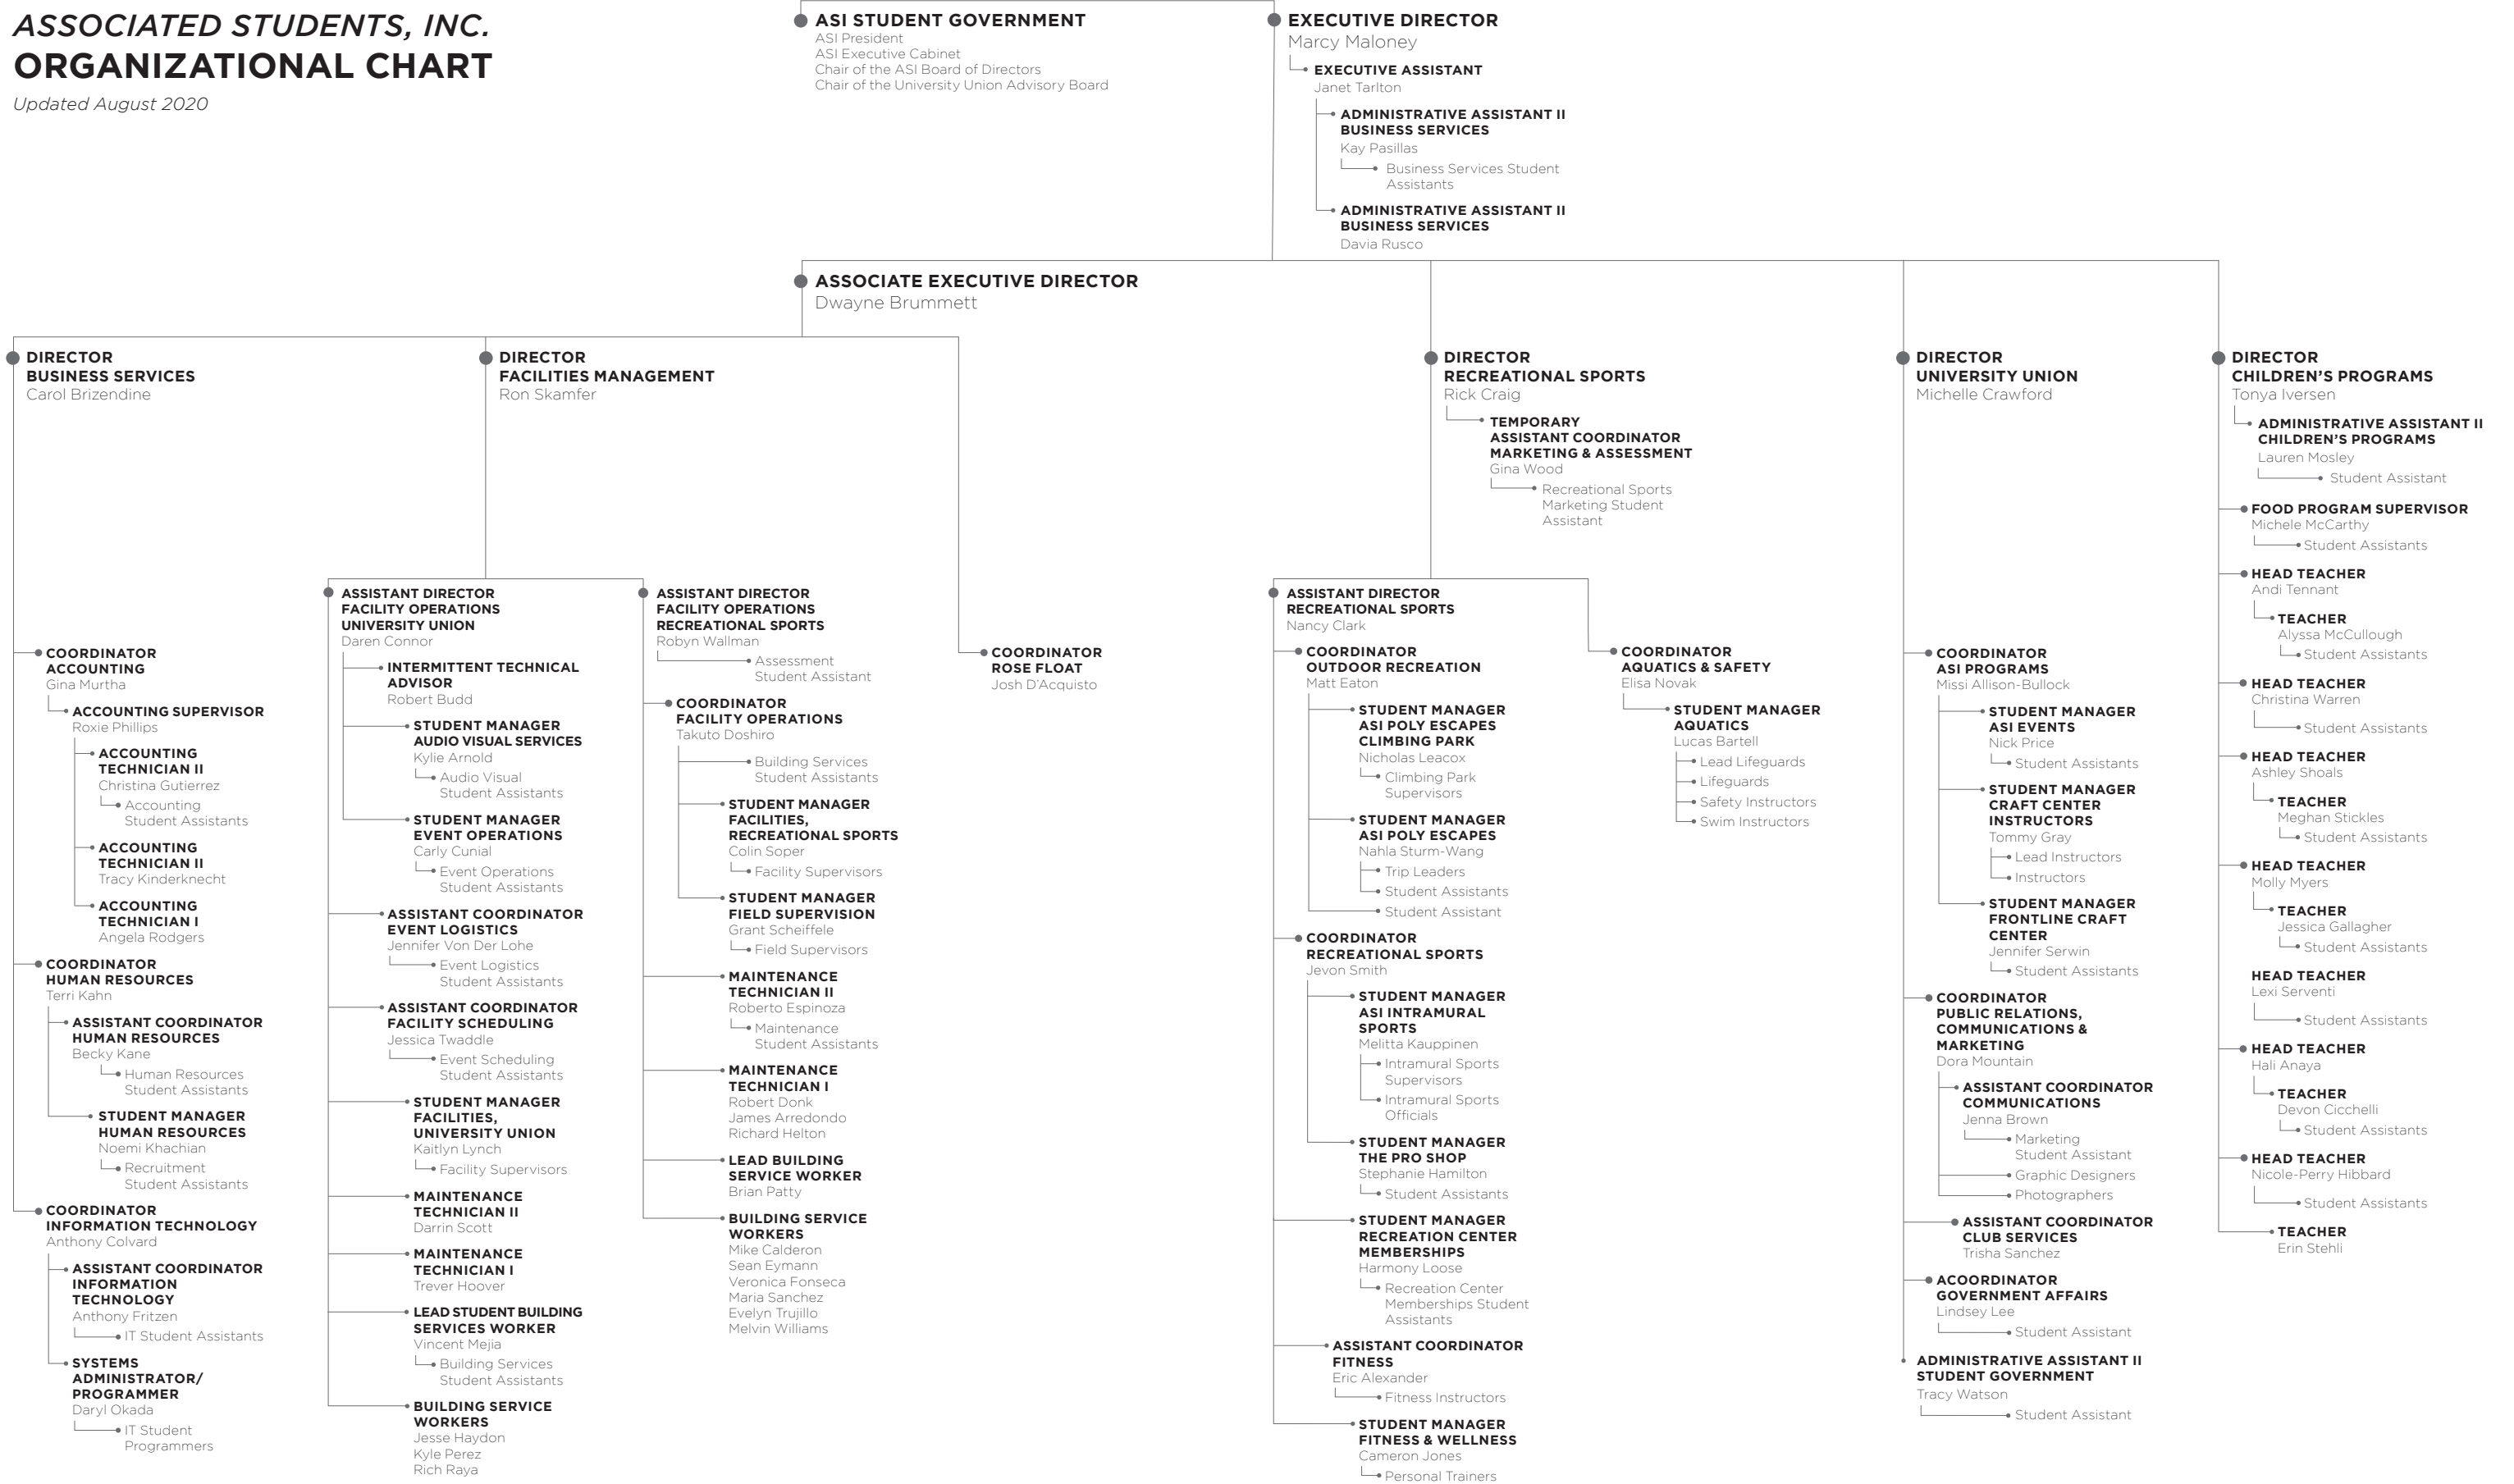 ASSOCIATED STUDENTS, INC.
ORGANIZATIONAL CHART
Updated August 2020
ASI STUDENT GOVERNMENT
ASI President
ASI Executive Cabinet
Chair of the ASI Board of Directors
Chair of the University Union Advisory Board
EXECUTIVE DIRECTOR
Marcy Maloney
EXECUTIVE ASSISTANT
Janet Tarlton
ADMINISTRATIVE ASSISTANT II
BUSINESS SERVICES
Kay Pasillas
Business Services Student
Assistants
ADMINISTRATIVE ASSISTANT II
BUSINESS SERVICES
Davia Rusco
ASSOCIATE EXECUTIVE DIRECTOR
Dwayne Brummett
DIRECTOR
BUSINESS SERVICES
Carol Brizendine
COORDINATOR
ACCOUNTING
Gina Murtha
ACCOUNTING SUPERVISOR
Roxie Phillips
ACCOUNTING
TECHNICIAN II
Christina Gutierrez
Accounting
Student Assistants
ACCOUNTING
TECHNICIAN II
Tracy Kinderknecht
ACCOUNTING
TECHNICIAN I
Angela Rodgers
COORDINATOR
HUMAN RESOURCES
Terri Kahn
ASSISTANT COORDINATOR
HUMAN RESOURCES
Becky Kane
Human Resources
Student Assistants
STUDENT MANAGER
HUMAN RESOURCES
Noemi Khachian
Recruitment
Student Assistants
COORDINATOR
INFORMATION TECHNOLOGY
Anthony Colvard
ASSISTANT COORDINATOR
INFORMATION
TECHNOLOGY
Anthony Fritzen
IT Student Assistants
SYSTEMS
ADMINISTRATOR/
PROGRAMMER
Daryl Okada
IT Student
Programmers
DIRECTOR
FACILITIES MANAGEMENT
Ron Skamfer
ASSISTANT DIRECTOR
FACILITY OPERATIONS
UNIVERSITY UNION
Daren Connor
INTERMITTENT TECHNICAL
ADVISOR
Robert Budd
STUDENT MANAGER
AUDIO VISUAL SERVICES
Kylie Arnold
Audio Visual
Student Assistants
STUDENT MANAGER
EVENT OPERATIONS
Carly Cunial
Event Operations
Student Assistants
ASSISTANT COORDINATOR
EVENT LOGISTICS
Jennifer Von Der Lohe
Event Logistics
Student Assistants
ASSISTANT COORDINATOR
FACILITY SCHEDULING
Jessica Twaddle
Event Scheduling
Student Assistants
STUDENT MANAGER
FACILITIES,
UNIVERSITY UNION
Kaitlyn Lynch
Facility Supervisors
MAINTENANCE
TECHNICIAN II
Darrin Scott
MAINTENANCE
TECHNICIAN I
Trever Hoover
LEAD STUDENT BUILDING
SERVICES WORKER
Vincent Mejia
Building Services
Student Assistants
BUILDING SERVICE
WORKERS
Jesse Haydon
Kyle Perez
Rich Raya
ASSISTANT DIRECTOR
FACILITY OPERATIONS
RECREATIONAL SPORTS
Robyn Wallman
Assessment
Student Assistant
COORDINATOR
FACILITY OPERATIONS
Takuto Doshiro
Building Services
Student Assistants
STUDENT MANAGER
FACILITIES,
RECREATIONAL SPORTS
Colin Soper
Facility Supervisors
STUDENT MANAGER
FIELD SUPERVISION
Grant Scheiffele
Field Supervisors
MAINTENANCE
TECHNICIAN II
Roberto Espinoza
Maintenance
Student Assistants
MAINTENANCE
TECHNICIAN I
Robert Donk
James Arredondo
Richard Helton
LEAD BUILDING
SERVICE WORKER
Brian Patty
BUILDING SERVICE
WORKERS
Mike Calderon
Sean Eymann
Veronica Fonseca
Maria Sanchez
Evelyn Trujillo
Melvin Williams
COORDINATOR
ROSE FLOAT
Josh D'Acquisto
DIRECTOR
RECREATIONAL SPORTS
Rick Craig
TEMPORARY
ASSISTANT COORDINATOR
MARKETING & ASSESSMENT
Gina Wood
Recreational Sports
Marketing Student
Assistant
ASSISTANT DIRECTOR
RECREATIONAL SPORTS
Nancy Clark
COORDINATOR
OUTDOOR RECREATION
Matt Eaton
STUDENT MANAGER
ASI POLY ESCAPES
CLIMBING PARK
Nicholas Leacox
Climbing Park
Supervisors
STUDENT MANAGER
ASI POLY ESCAPES
Nahla Sturm-Wang
Trip Leaders
Student Assistants
Student Assistant
COORDINATOR
RECREATIONAL SPORTS
Jevon Smith
STUDENT MANAGER
ASI INTRAMURAL
SPORTS
Melitta Kauppinen
Intramural Sports
Supervisors
Intramural Sports
Officials
STUDENT MANAGER
THE PRO SHOP
Stephanie Hamilton
Student Assistants
STUDENT MANAGER
RECREATION CENTER
MEMBERSHIPS
Harmony Loose
Recreation Center
Memberships Student
Assistants
ASSISTANT COORDINATOR
FITNESS
Eric Alexander
Fitness Instructors
STUDENT MANAGER
FITNESS & WELLNESS
Cameron Jones
Personal Trainers
COORDINATOR
AQUATICS & SAFETY
Elisa Novak
STUDENT MANAGER
AQUATICS
Lucas Bartell
Lead Lifeguards
Lifeguards
Safety Instructors
Swim Instructors
DIRECTOR
UNIVERSITY UNION
Michelle Crawford
COORDINATOR
ASI PROGRAMS
Missi Allison-Bullock
STUDENT MANAGER
ASI EVENTS
Nick Price
Student Assistants
STUDENT MANAGER
CRAFT CENTER
INSTRUCTORS
Tommy Gray
Lead Instructors
Instructors
STUDENT MANAGER
FRONTLINE CRAFT
CENTER
Jennifer Serwin
Student Assistants
COORDINATOR
PUBLIC RELATIONS,
COMMUNICATIONS &
MARKETING
Dora Mountain
ASSISTANT COORDINATOR
COMMUNICATIONS
Jenna Brown
Marketing
Student Assistant
Graphic Designers
Photographers
ASSISTANT COORDINATOR
CLUB SERVICES
Trisha Sanchez
ACOORDINATOR
GOVERNMENT AFFAIRS
Lindsey Lee
Student Assistant
ADMINISTRATIVE ASSISTANT II
STUDENT GOVERNMENT
Tracy Watson
Student Assistant
DIRECTOR
CHILDREN'S PROGRAMS
Tonya Iversen
ADMINISTRATIVE ASSISTANT II
CHILDREN'S PROGRAMS
Lauren Mosley
Student Assistant
FOOD PROGRAM SUPERVISOR
Michele McCarthy
Student Assistants
HEAD TEACHER
Andi Tennant
TEACHER
Alyssa McCullough
Student Assistants
HEAD TEACHER
Christina Warren
Student Assistants
HEAD TEACHER
Ashley Shoals
TEACHER
Meghan Stickles
Student Assistants
HEAD TEACHER
Molly Myers
TEACHER
Jessica Gallagher
Student Assistants
HEAD TEACHER
Lexi Serventi
Student Assistants
HEAD TEACHER
Hali Anaya
TEACHER
Devon Cicchelli
Student Assistants
HEAD TEACHER
Nicole-Perry Hibbard
Student Assistants
TEACHER
Erin Stehli